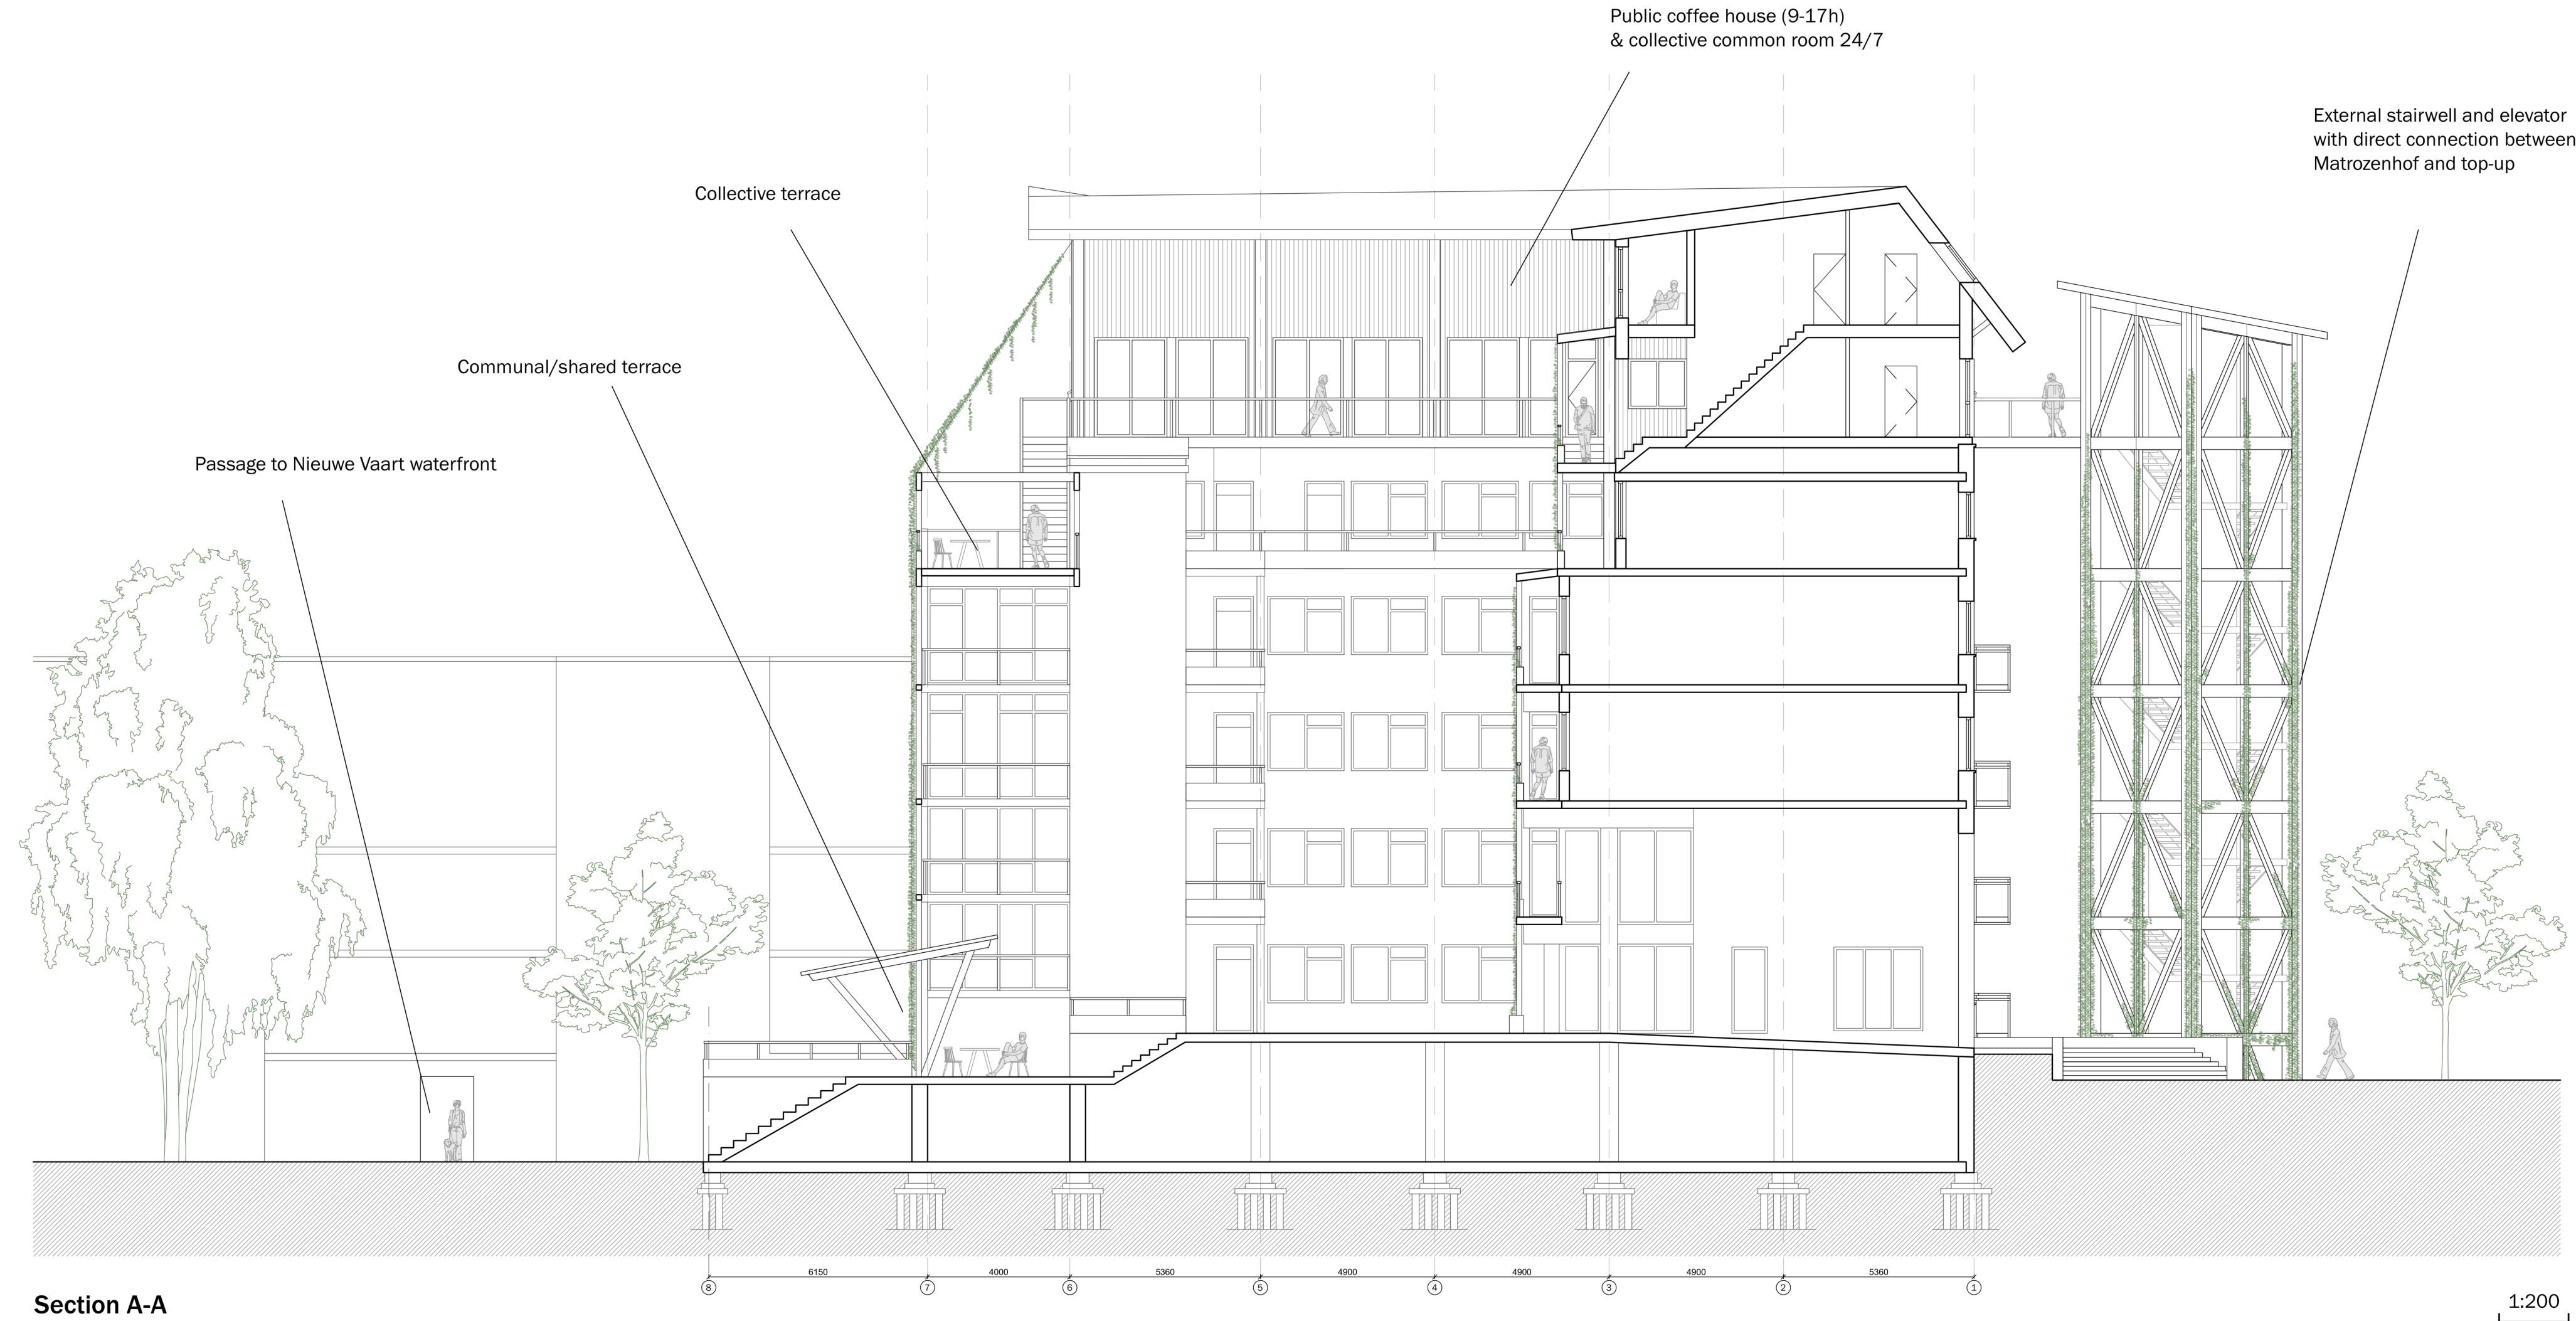 Public coffee house (9-17h)
& collective common room 24/7
External stairwell and elevator
with direct connection between
Matrozenhof and top-up
Collective terrace
Communal/shared terrace
Passage to Nieuwe Vaart waterfront
6150 4000 5360 4900 4900 4900 5360
8 7 6 5 4 3 2 1
Section A-A
1:200